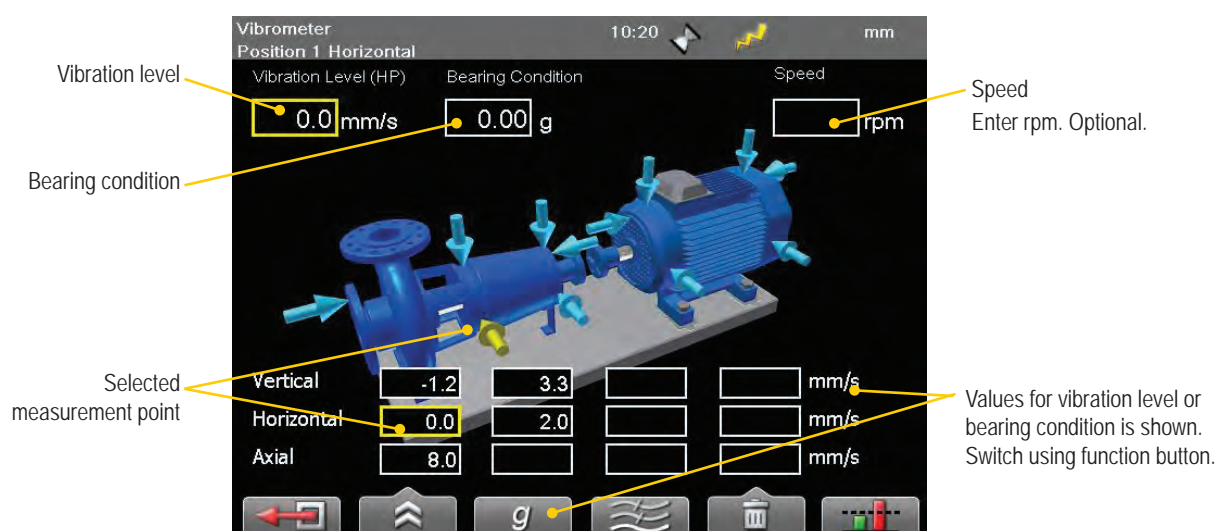 Vibrometer
10:20
mm
Position 1 Horizontal
Vibration level
Vibration Level (HP)
Bearing Condition
Speed
0.0 mm/s
0.00 g
rpm
Speed
Enter rpm. Optional.
Bearing condition
Selected
measurement point
Vertical -1.2 3.3 mm/s
Horizontal 0.0 2.0 mm/s
Axial 8.0 mm/s
Values for vibration level or
bearing condition is shown.
Switch using function button.
g